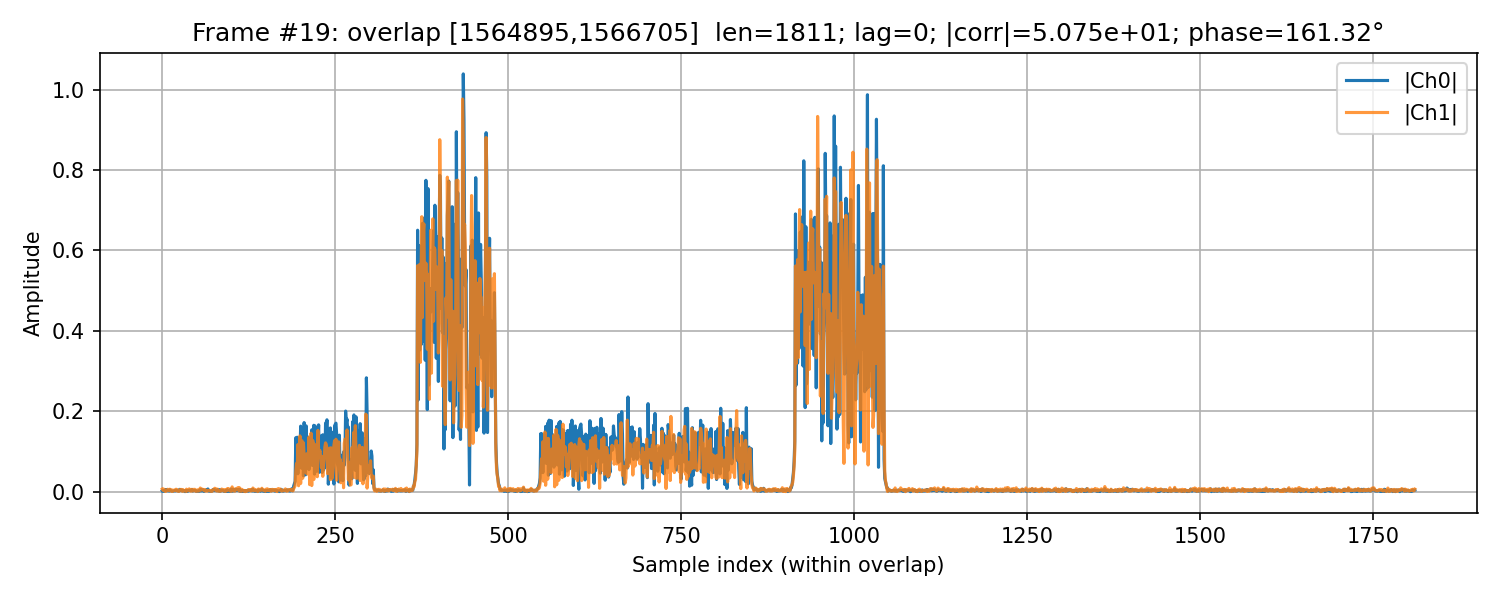 Frame #19: overlap [1564895,1566705]  len=1811; lag=0; |corr|=5.075e+01; phase=161.32°
|Ch0|
|Ch1|
1.0
0.8
0.6
0.4
0.2
0.0
Amplitude
0 250 500 750 1000 1250 1500 1750
Sample index (within overlap)